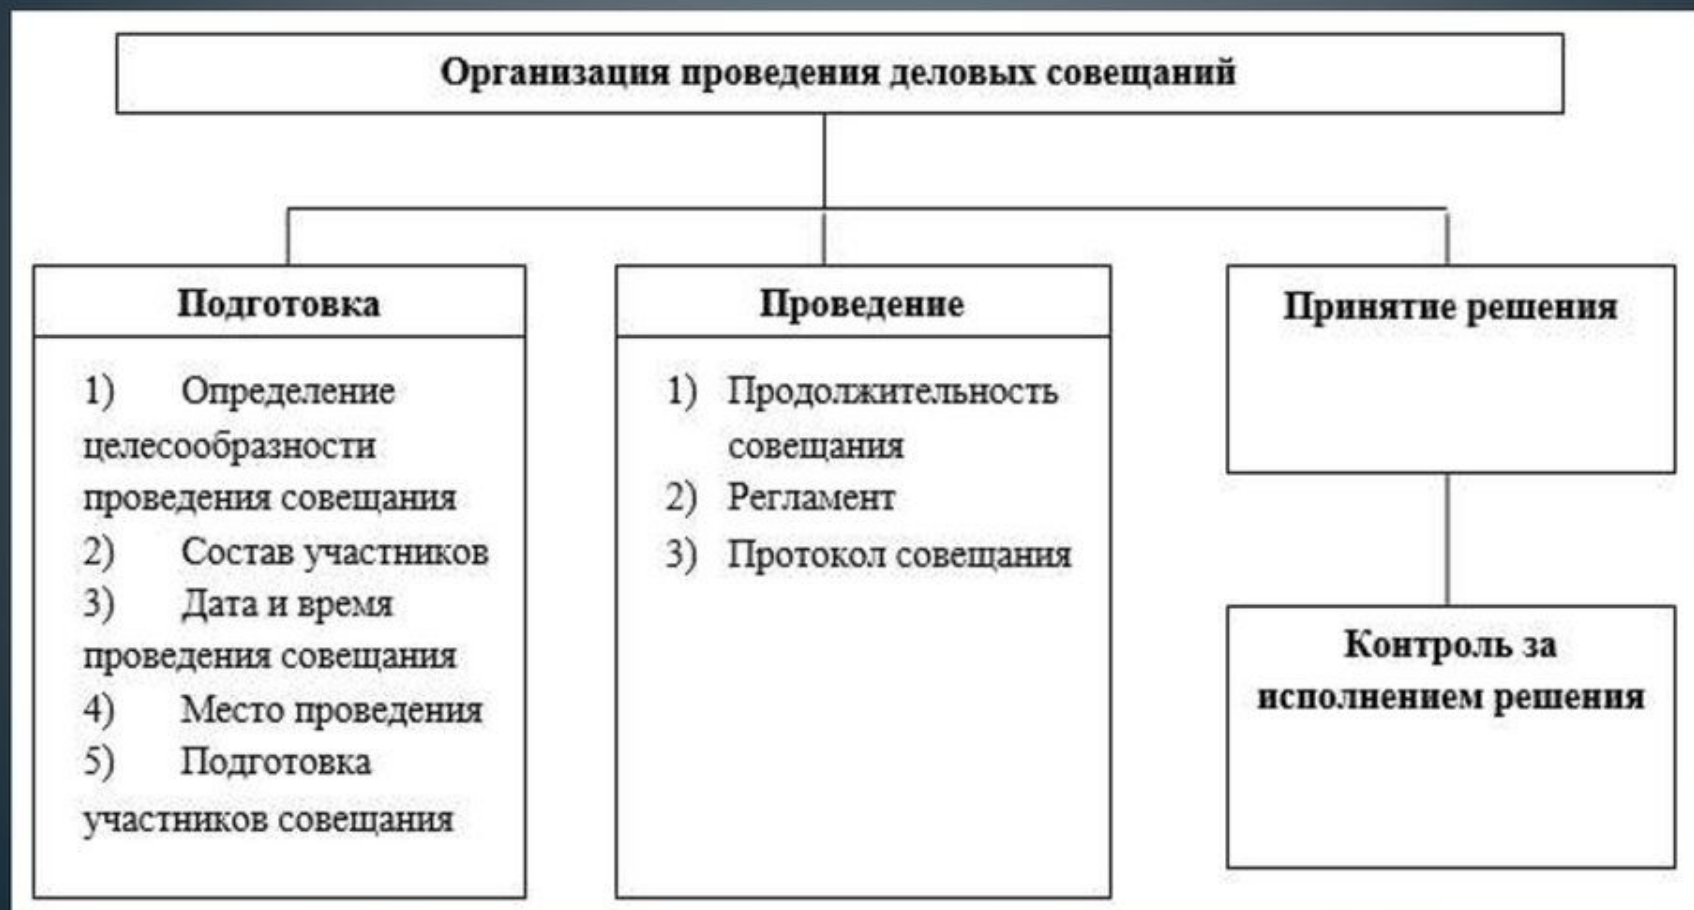 Организация проведения деловых совещаний
Подготовка
1) Определение
целесообразности
проведения совещания
2) Состав участников
3) Дата и время
проведения совещания
4) Место проведения
5) Подготовка
участников совещания
Проведение
1) Продолжительность
совещания
2) Регламент
3) Протокол совещания
Принятие решения
Контроль за
исполнением решения